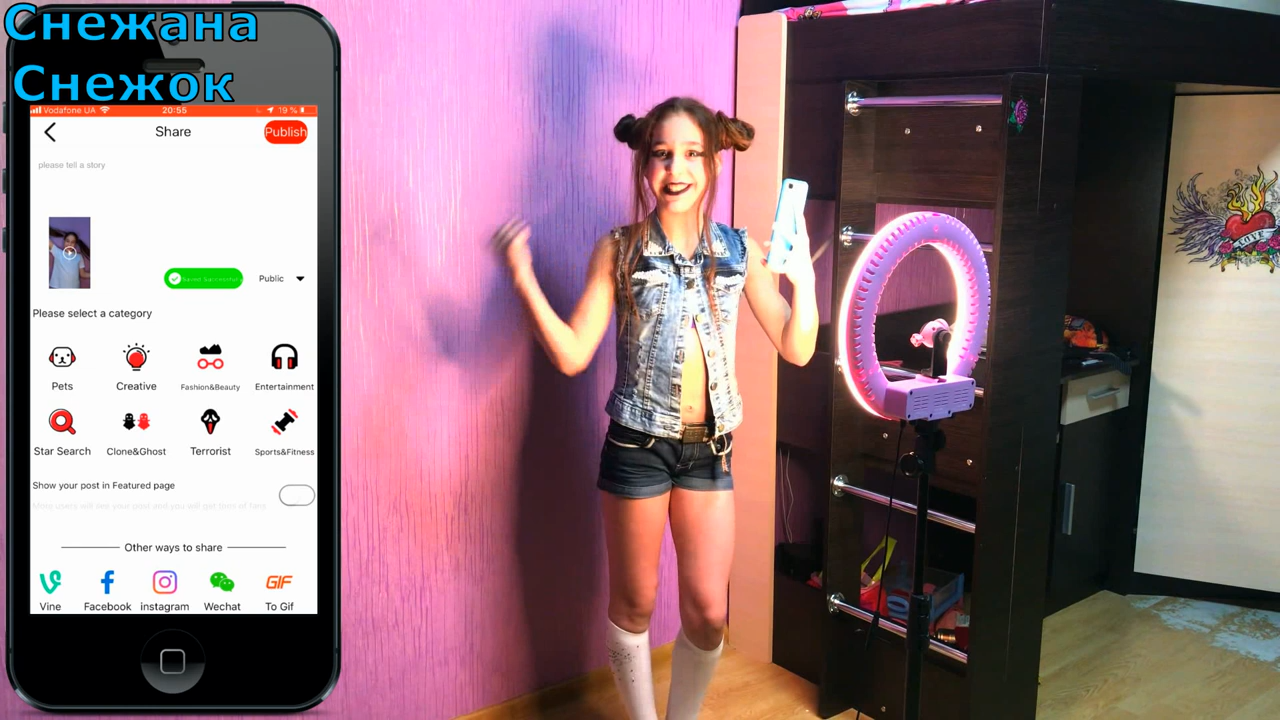 Снежана
Снежок
Vodafone UA 20:55 19 %
Share Publish
please tell a story
Public
Please select a category
Pets Creative Fashion&Beauty Entertainment
Star Search Clone&Ghost Terrorist Sports&Fitness
Show your post in Featured page
Other ways to share
GIF
Vine Facebook instagram Wechat To Gif
LOVE